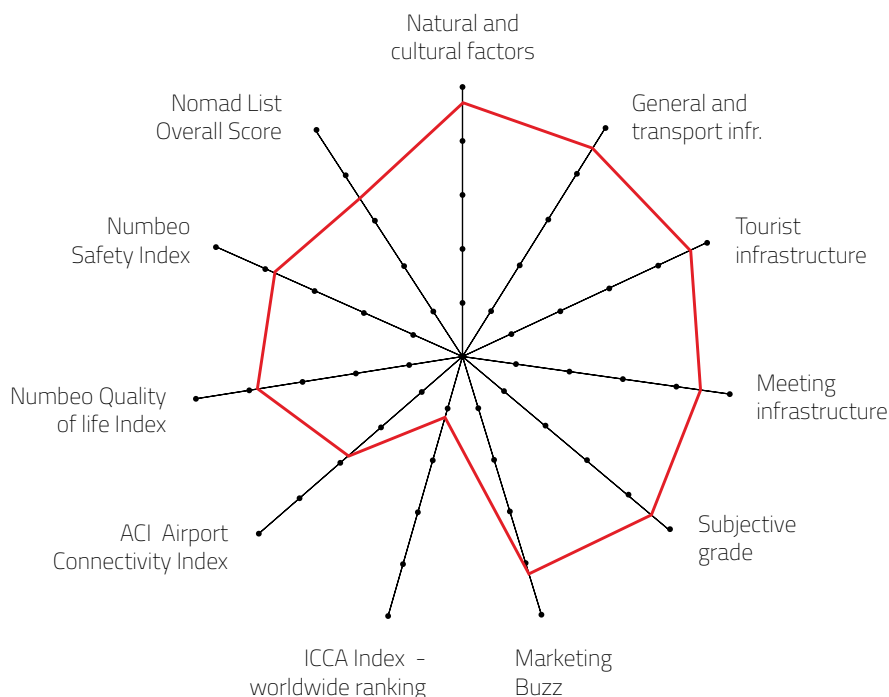 Natural and
cultural factors
General and
transport infr.
Tourist
infrastructure
Meeting
infrastructure
Subjective
grade
Marketing
Buzz
ICCA Index -
worldwide ranking
ACI Airport
Connectivity Index
Numbeo Quality
of life Index
Numbeo
Safety Index
Nomad List
Overall Score